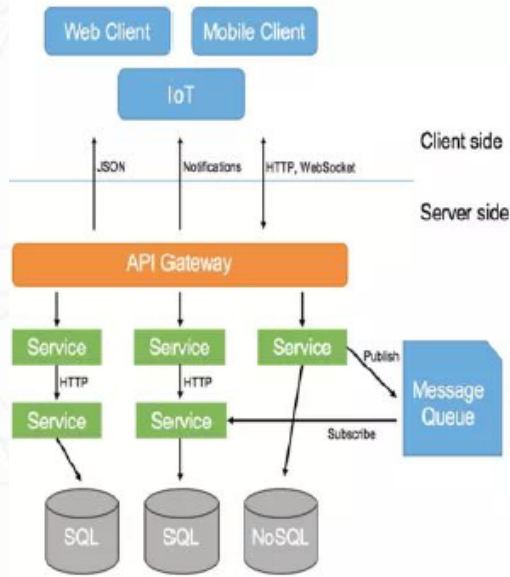 Web Client
Mobile Client
IoT
Client side
JSON
Notifications
HTTP, WebSocket
Server side
API Gateway
Service
Service
Service
Publish
HTTP
HTTP
Message
Queue
Service
Service
Subscribe
SQL
SQL
NoSQL